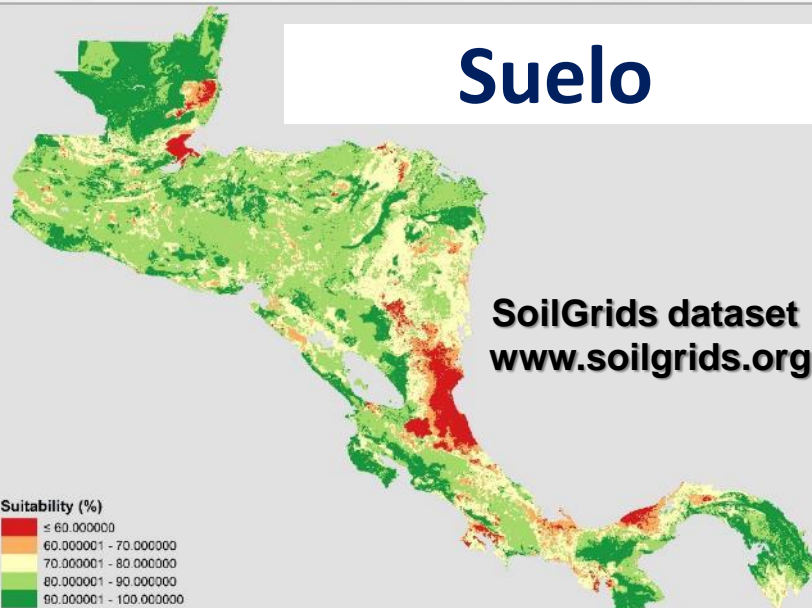 Suelo
SoilGrids dataset
www.soilgrids.org
Suitability (%)
≤ 60.000000
60.000001 - 70.000000
70.000001 - 80.000000
80.000001 - 90.000000
90.000001 - 100.000000